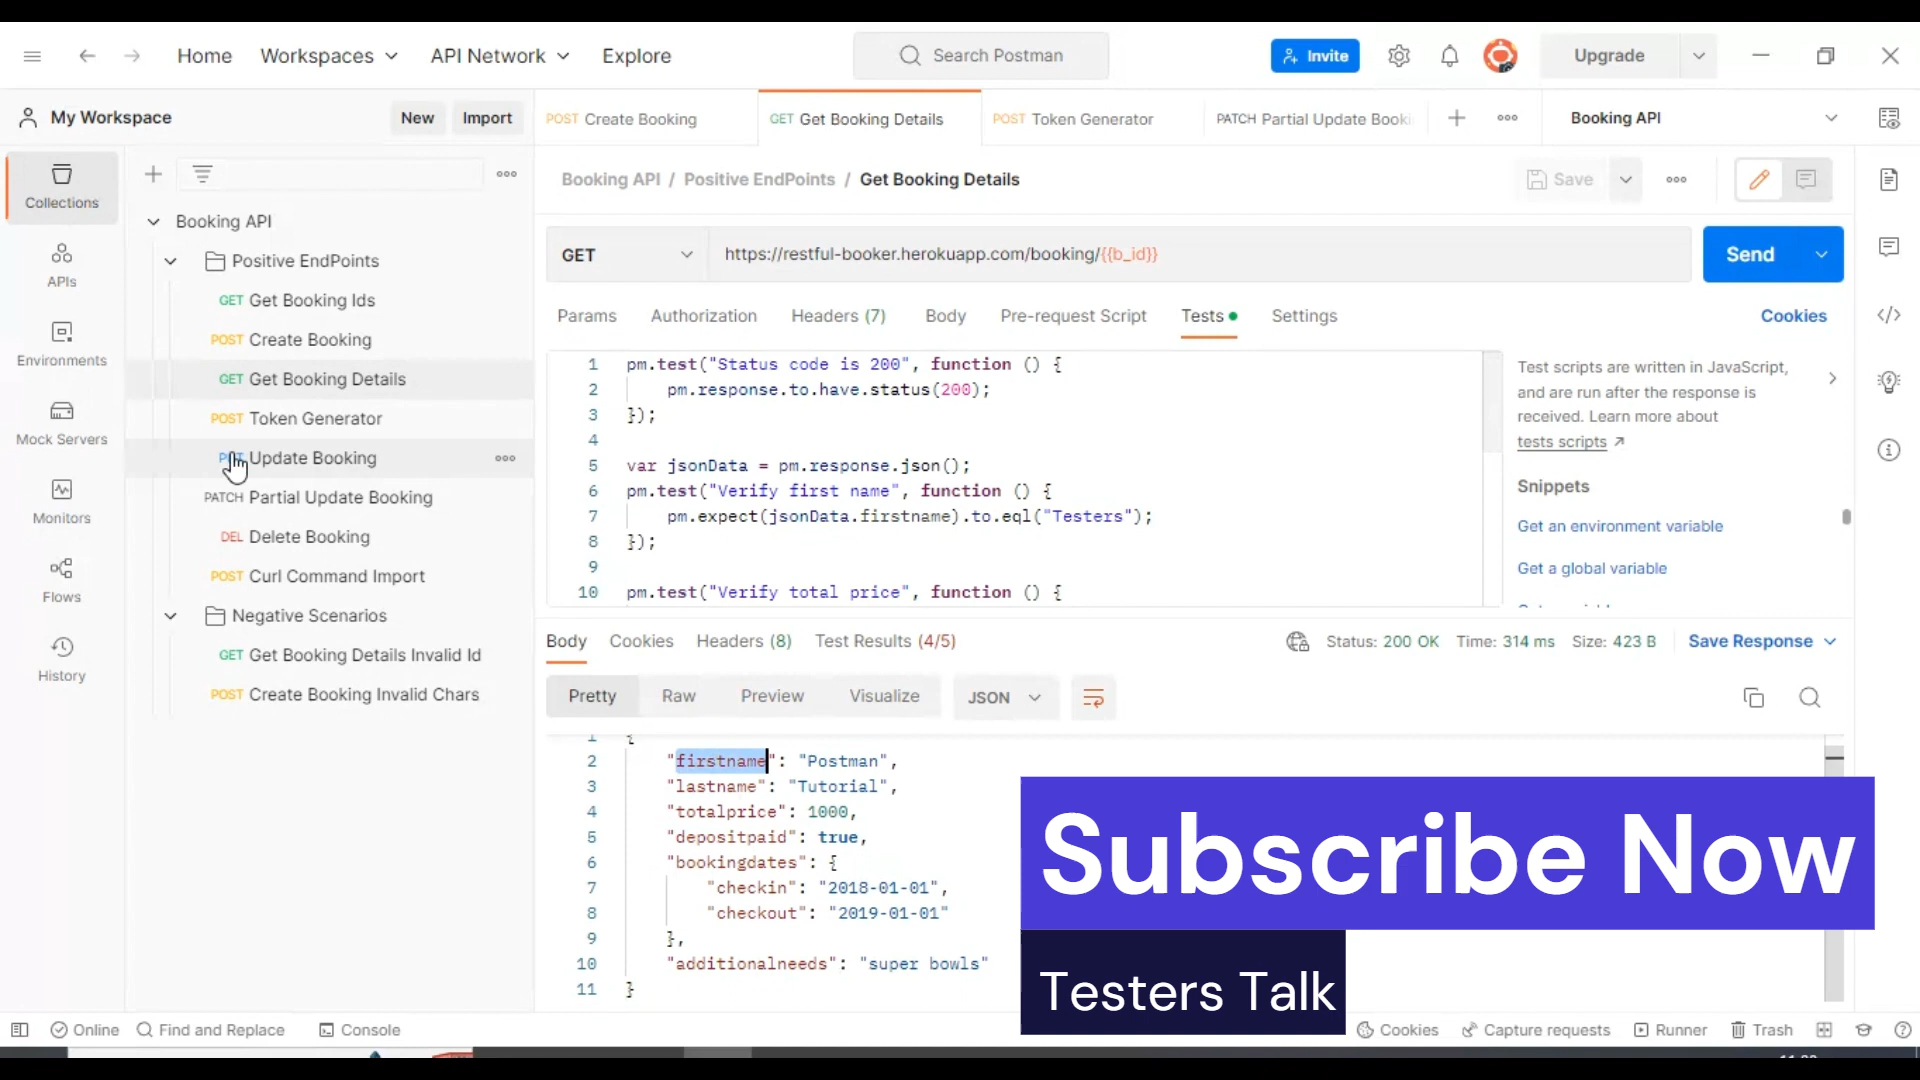 Home Workspaces API Network Explore Search Postman Invite Upgrade
My Workspace New Import POST Create Booking GET Get Booking Details POST Token Generator PATCH Partial Update Booki Booking API
Collections
APIs
Environments
Mock Servers
Monitors
Flows
History
Booking API
Positive EndPoints
GET Get Booking Ids
POST Create Booking
GET Get Booking Details
POST Token Generator
Update Booking
PATCH Partial Update Booking
DEL Delete Booking
POST Curl Command Import
Negative Scenarios
GET Get Booking Details Invalid Id
POST Create Booking Invalid Chars
Booking API / Positive EndPoints / Get Booking Details Save
GET https://restful-booker.herokuapp.com/booking/{{b_id}} Send
Params Authorization Headers (7) Body Pre-request Script Tests Settings Cookies
1 pm.test("Status code is 200", function () {
2 pm.response.to.have.status(200);
3 });
4
5 var jsonData = pm.response.json();
6 pm.test("Verify first name", function () {
7 pm.expect(jsonData.firstname).to.eql("Testers");
8 });
9
10 pm.test("Verify total price", function () {
Test scripts are written in JavaScript,
and are run after the response is
received. Learn more about
tests scripts
Snippets
Get an environment variable
Get a global variable
Body Cookies Headers (8) Test Results (4/5) Status: 200 OK Time: 314 ms Size: 423 B Save Response
Pretty Raw Preview Visualize JSON
1 {
2 "firstname": "Postman",
3 "lastname": "Tutorial",
4 "totalprice": 1000,
5 "depositpaid": true,
6 "bookingdates": {
7 "checkin": "2018-01-01",
8 "checkout": "2019-01-01"
9 },
10 "additionalneeds": "super bowls"
11 }
Subscribe Now
Testers Talk
Online Find and Replace Console Cookies Capture requests Runner Trash